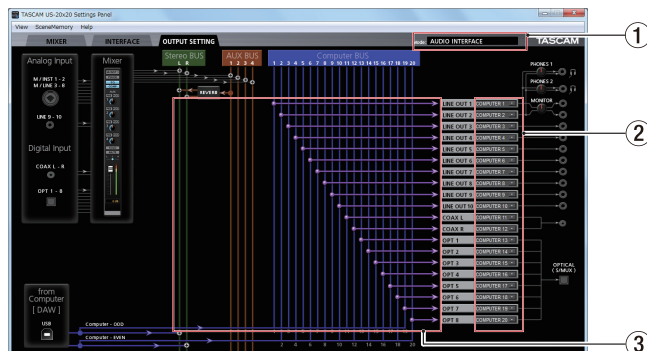 TASCAM US-20x20 Settings Panel
View SceneMemory Help
MIXER INTERFACE OUTPUT SETTING
Mode: AUDIO INTERFACE
TASCAM
1
Analog Input
M / INST 1 - 2
M / LINE 3 - 8
LINE 9 - 10
Digital Input
COAX L - R
OPT 1 - 8
Mixer
Stereo BUS
L R
AUX BUS
1 2 3 4
Computer BUS
1 2 3 4 5 6 7 8 9 10 11 12 13 14 15 16 17 18 19 20
REVERB
PHONES 1
PHONES 2
MONITOR
LINE OUT 1 COMPUTER 1
LINE OUT 2 COMPUTER 2
LINE OUT 3 COMPUTER 3
LINE OUT 4 COMPUTER 4
LINE OUT 5 COMPUTER 5
LINE OUT 6 COMPUTER 6
LINE OUT 7 COMPUTER 7
LINE OUT 8 COMPUTER 8
LINE OUT 9 COMPUTER 9
LINE OUT 10 COMPUTER 10
COAX L COMPUTER 11
COAX R COMPUTER 12
OPT 1 COMPUTER 13
OPT 2 COMPUTER 14
OPT 3 COMPUTER 15
OPT 4 COMPUTER 16
OPT 5 COMPUTER 17
OPT 6 COMPUTER 18
OPT 7 COMPUTER 19
OPT 8 COMPUTER 20
2
OPTICAL
( S/MUX )
from
Computer
[ DAW ]
USB
Computer - ODD
Computer - EVEN
2 4 6 8 10 12 14 16 18 20
3